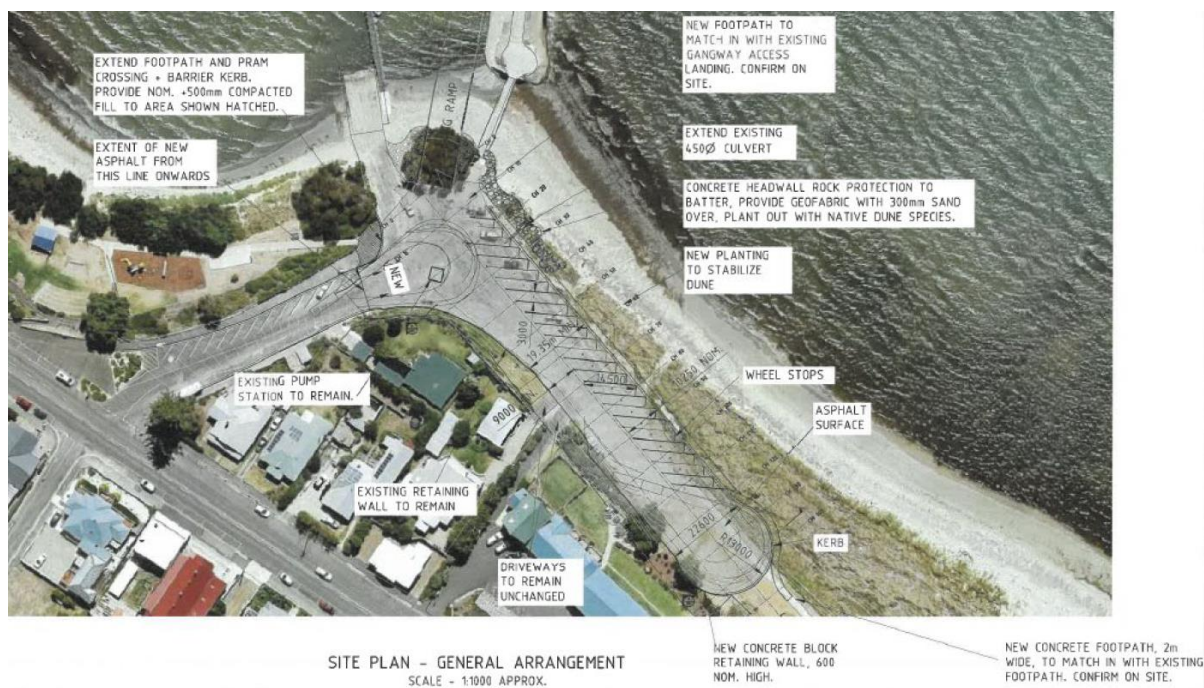 EXTEND FOOTPATH AND PRAM
CROSSING + BARRIER KERB.
PROVIDE NOM. +500mm COMPACTED
FILL TO AREA SHOWN HATCHED.
EXTENT OF NEW
ASPHALT FROM
THIS LINE ONWARDS
NEW FOOTPATH TO
MATCH IN WITH EXISTING
GANGWAY ACCESS
LANDING. CONFIRM ON
SITE.
EXTEND EXISTING
450Ø CULVERT
CONCRETE HEADWALL ROCK PROTECTION TO
BATTER, PROVIDE GEOFABRIC WITH 300mm SAND
OVER, PLANT OUT WITH NATIVE DUNE SPECIES.
NEW PLANTING
TO STABILIZE
DUNE
RAMP
NEW
3000
EXISTING PUMP
STATION TO REMAIN.
9000
WHEEL STOPS
ASPHALT
SURFACE
EXISTING RETAINING
WALL TO REMAIN
22600
R13000
KERB
DRIVEWAYS
TO REMAIN
UNCHANGED
SITE PLAN - GENERAL ARRANGEMENT
SCALE - 1:1000 APPROX.
NEW CONCRETE BLOCK
RETAINING WALL, 600
NOM. HIGH.
NEW CONCRETE FOOTPATH, 2m
WIDE, TO MATCH IN WITH EXISTING
FOOTPATH. CONFIRM ON SITE.